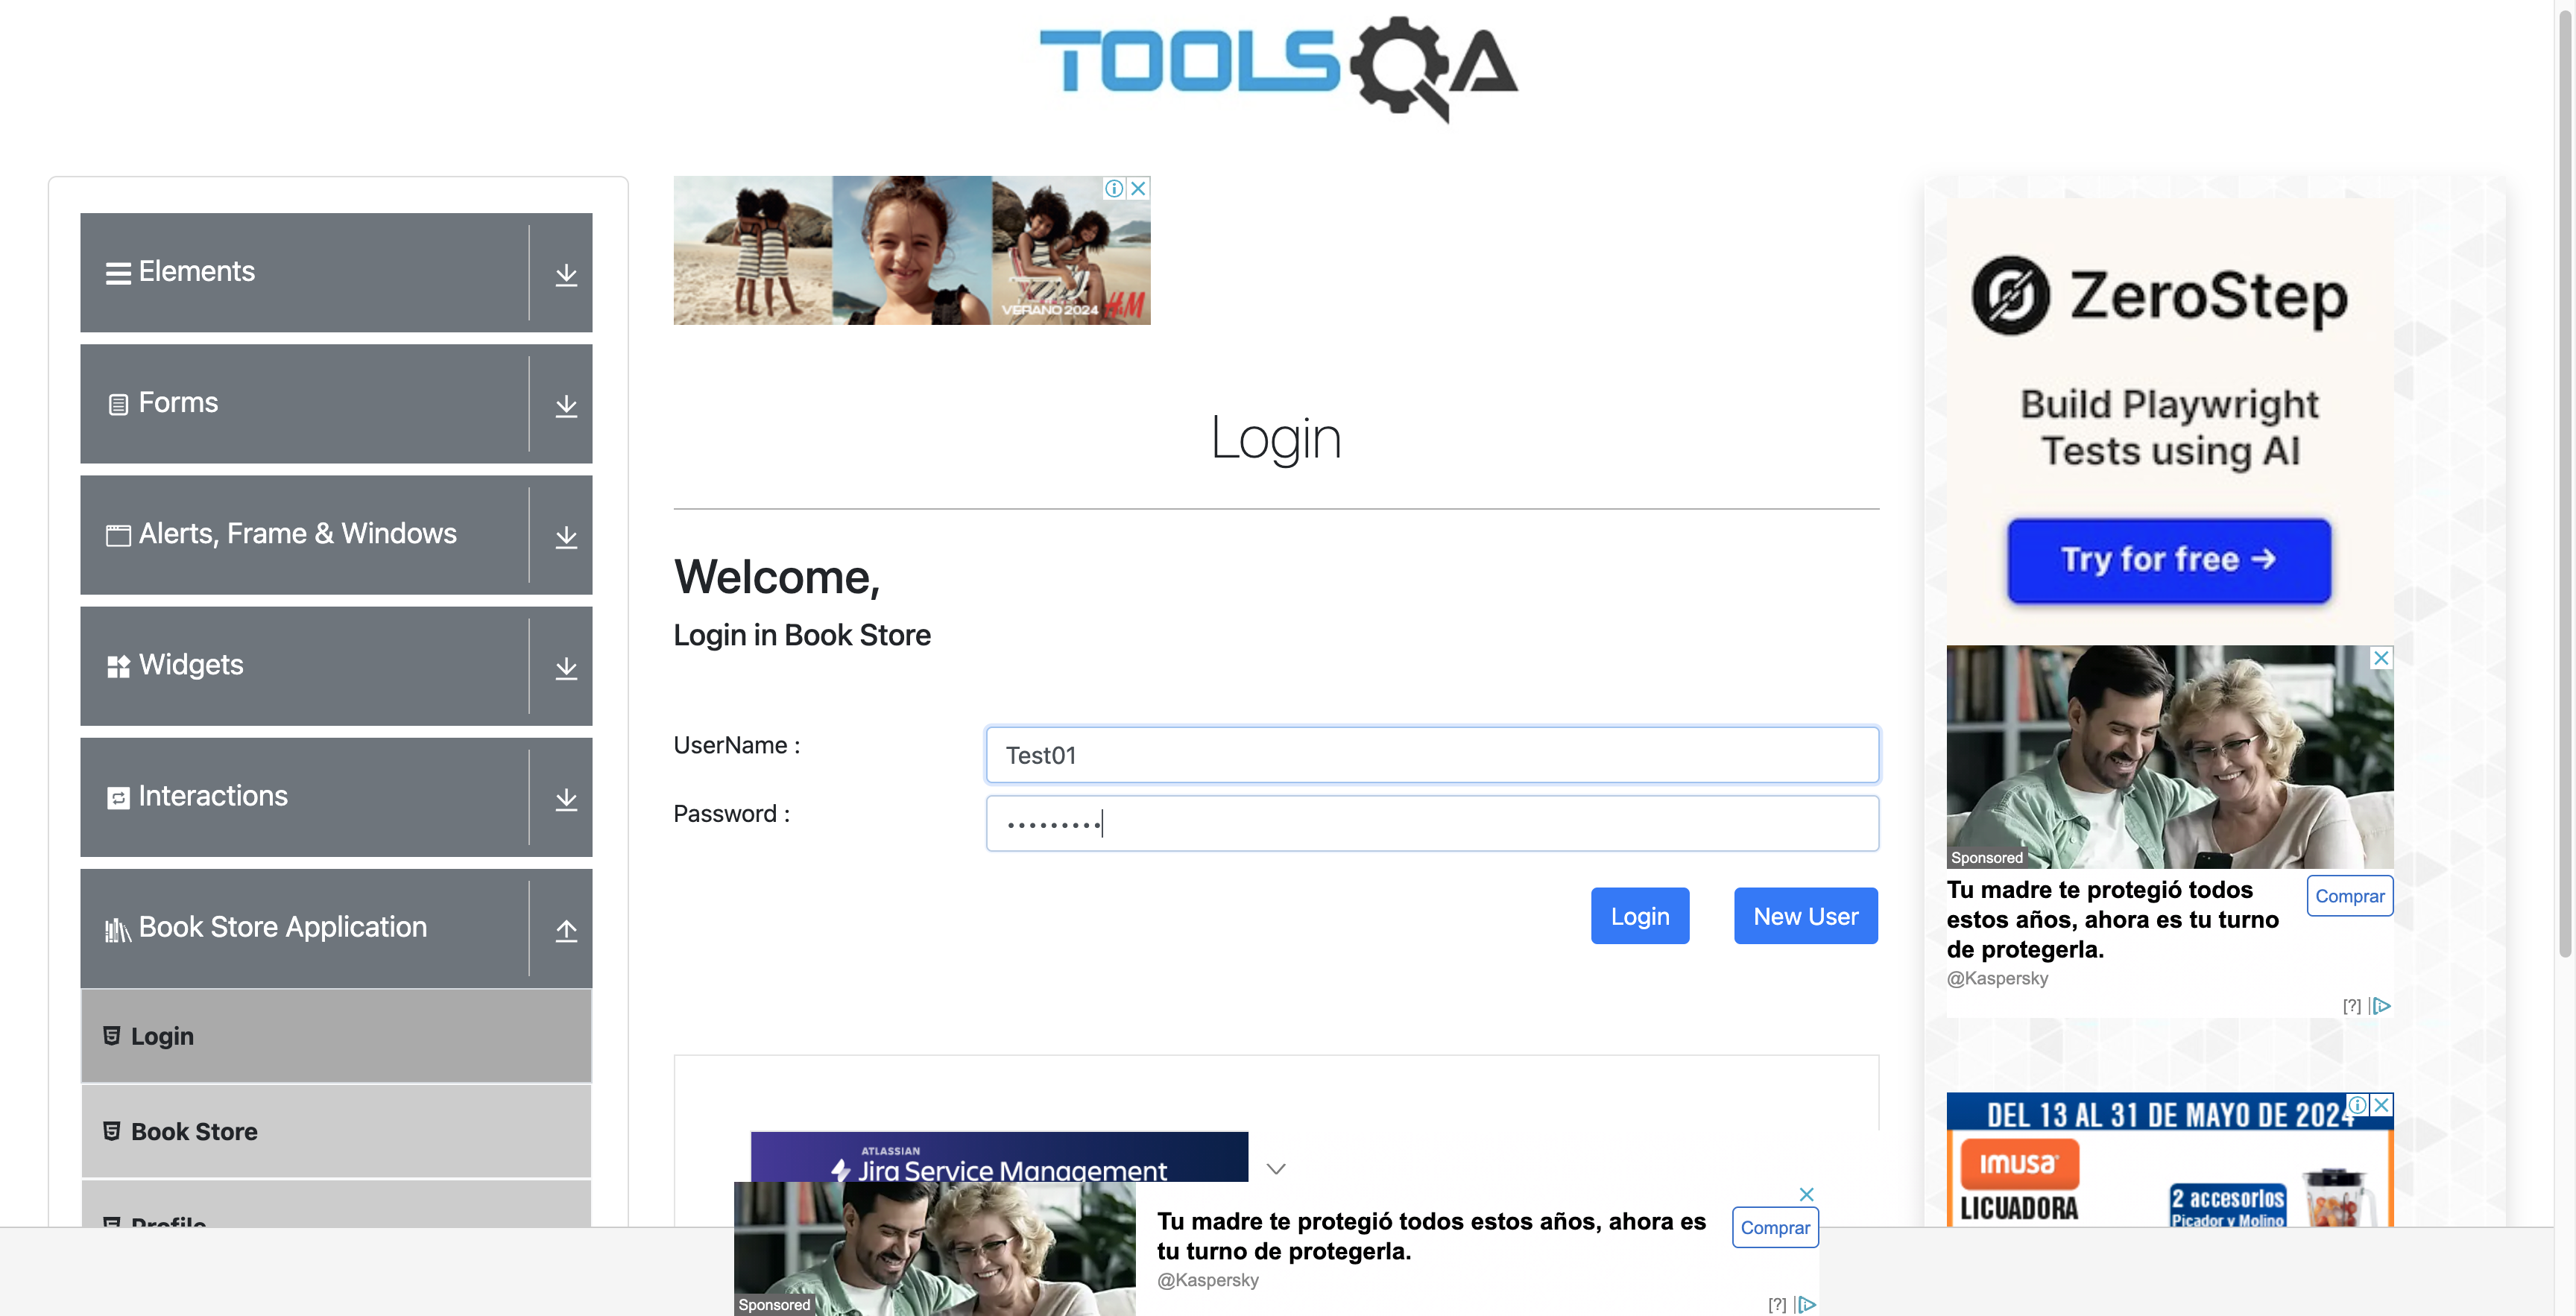 TOOLSQA
Elements
Forms
Alerts, Frame & Windows
Widgets
Interactions
Book Store Application
Login
Book Store
Profile
VERANO 2024 H&M
Login
Welcome,
Login in Book Store
UserName :
Test01
Password :
•••••••••
Login
New User
ATLASSIAN
Jira Service Management
ZeroStep
Build Playwright
Tests using AI
Try for free →
Sponsored
Tu madre te protegió todos
estos años, ahora es tu turno
de protegerla.
Comprar
@Kaspersky
[?]
DEL 13 AL 31 DE MAYO DE 2024
imusa
LICUADORA
2 accesorios
Picador y Molino
Sponsored
Tu madre te protegió todos estos años, ahora es
tu turno de protegerla.
@Kaspersky
Comprar
[?]